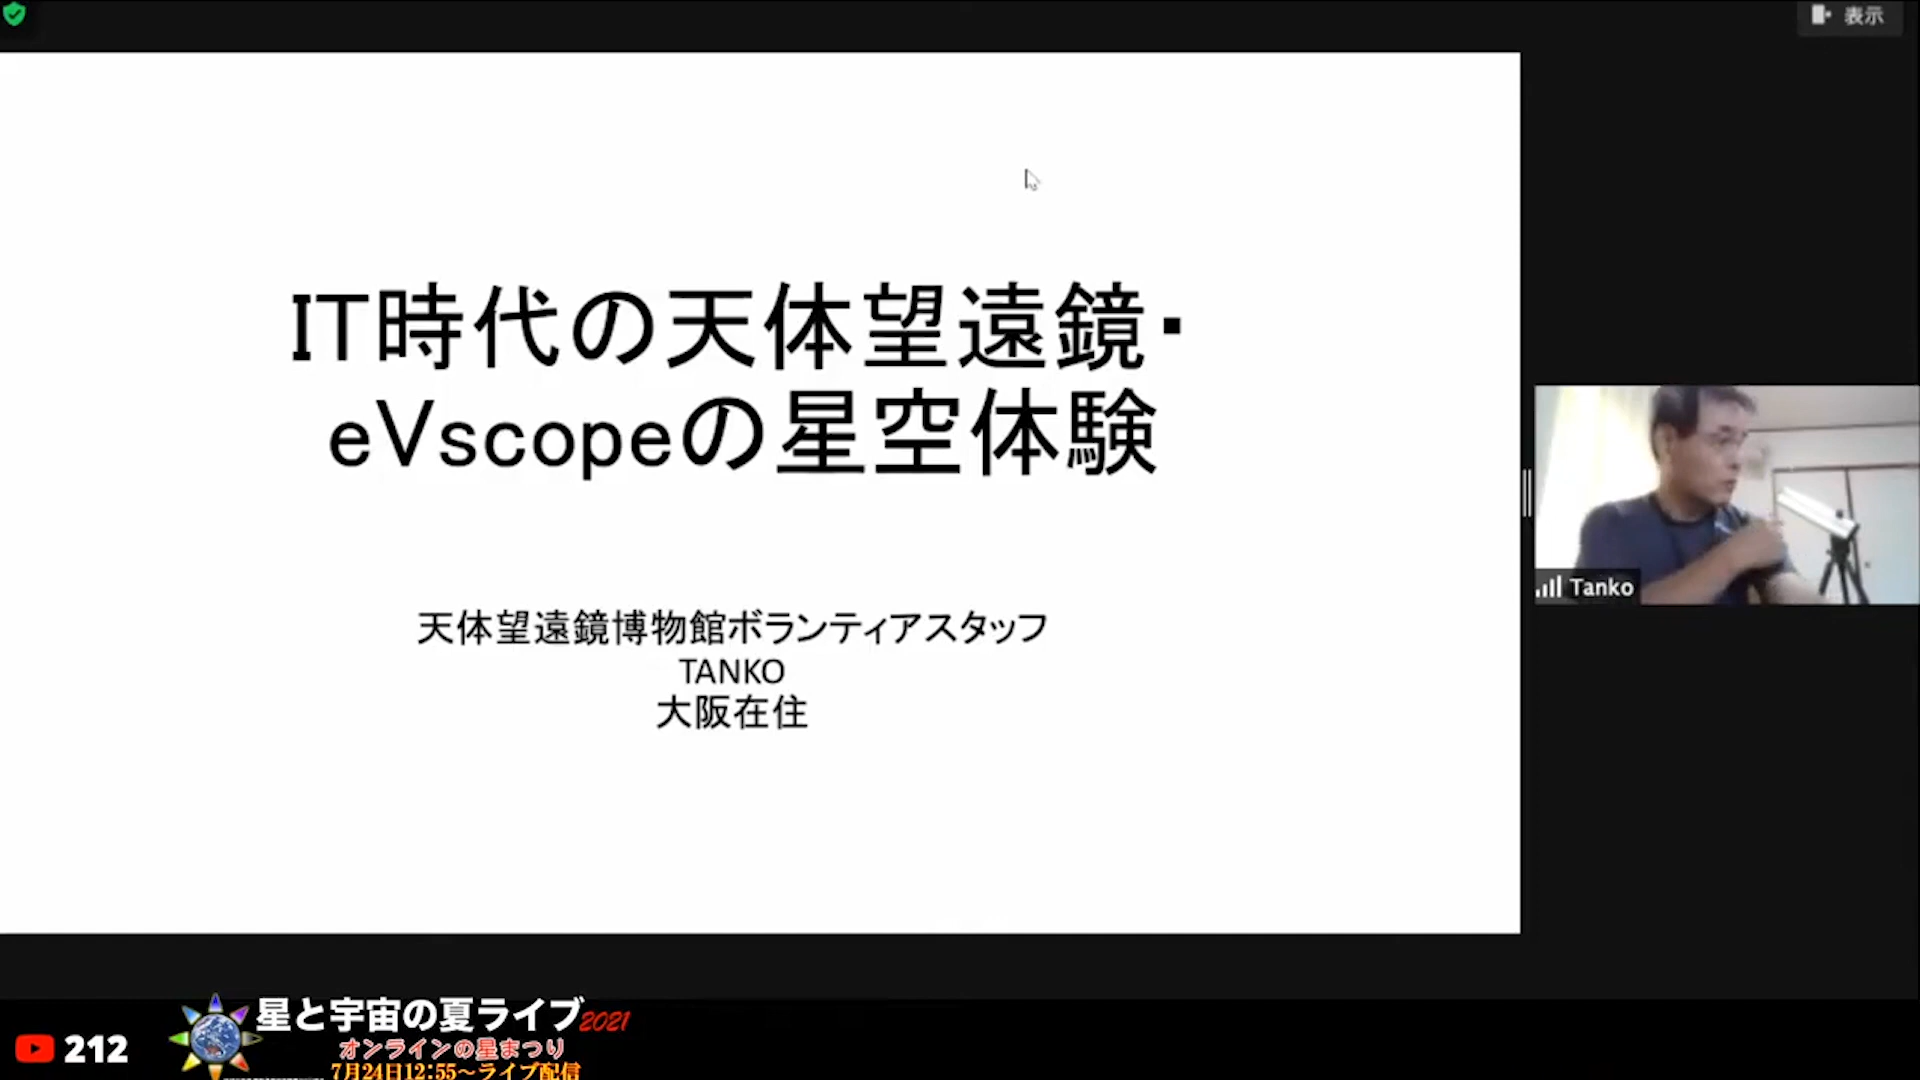 表示
IT時代の天体望遠鏡・
eVscopeの星空体験
天体望遠鏡博物館ボランティアスタッフ
TANKO
大阪在住
Tanko
212
星と宇宙の夏ライブ2021
オンラインの星まつり
7月24日12:55〜ライブ配信